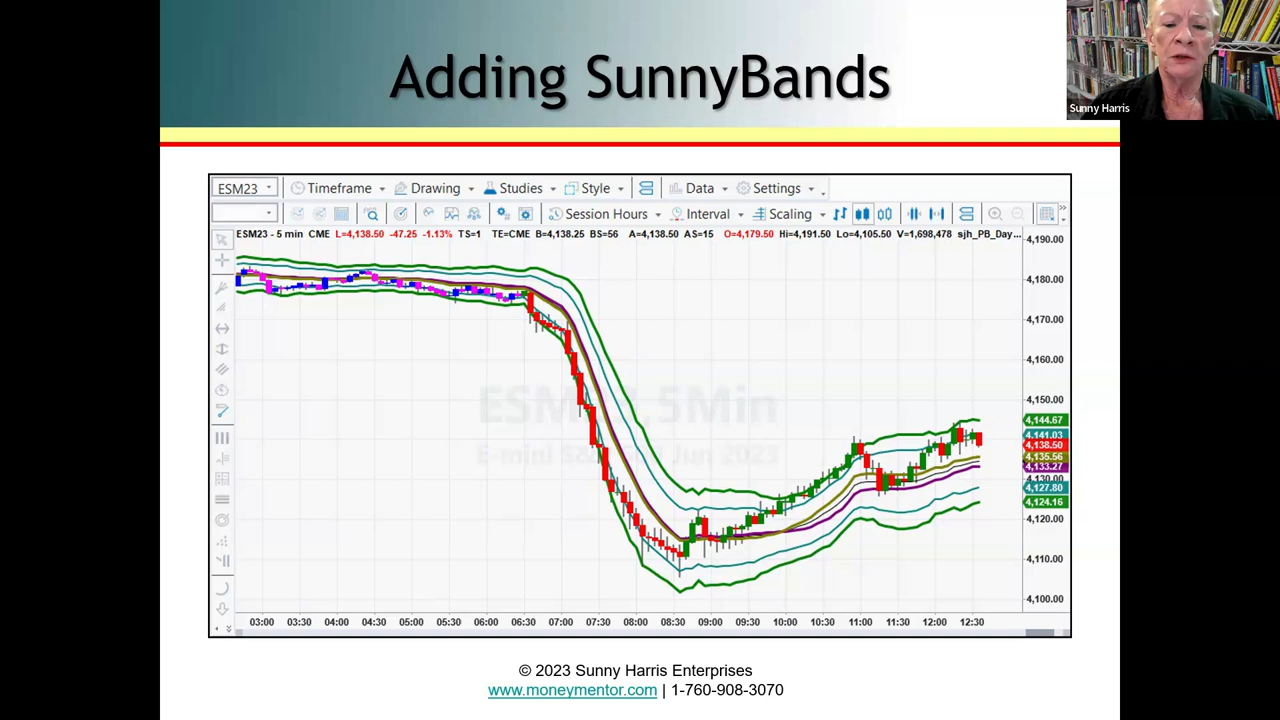 Adding SunnyBands
Sunny Harris
ESM23
Timeframe Drawing Studies Style Data Settings
Session Hours Interval Scaling
ESM23 - 5 min CME L=4,138.50 -47.25 -1.13% TS=1 TE=CME B=4,138.25 BS=56 A=4,138.50 AS=15 O=4,179.50 Hi=4,191.50 Lo=4,105.50 V=1,698,478 sjh_PB_Day...
4,190.00
4,180.00
4,170.00
4,160.00
4,150.00
4,144.67
4,141.03
4,138.50
4,135.56
4,133.27
4,130.00
4,127.80
4,124.16
4,120.00
4,110.00
4,100.00
03:00 03:30 04:00 04:30 05:00 05:30 06:00 06:30 07:00 07:30 08:00 08:30 09:00 09:30 10:00 10:30 11:00 11:30 12:00 12:30
© 2023 Sunny Harris Enterprises
www.moneymentor.com | 1-760-908-3070